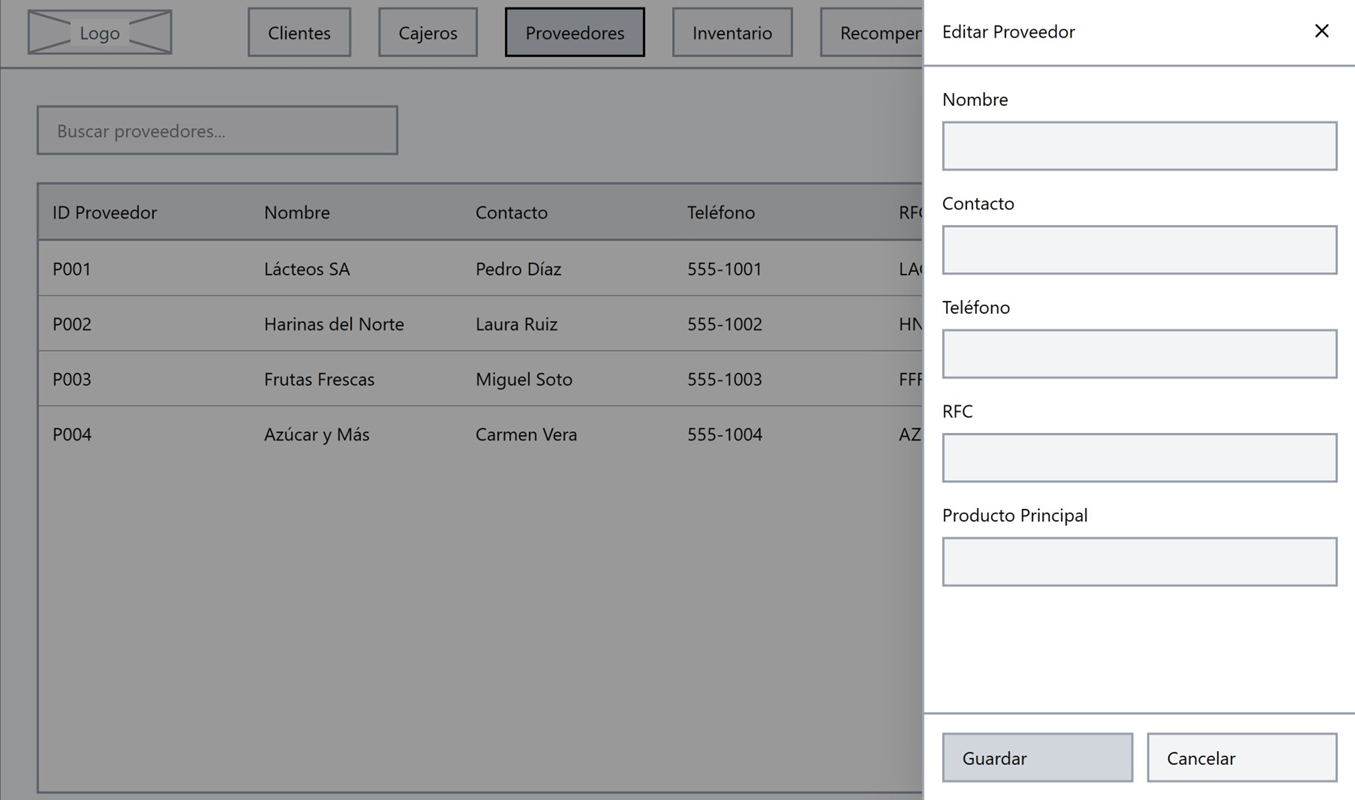 Logo
Clientes
Cajeros
Proveedores
Inventario
Editar Proveedor
Buscar proveedores...
ID Proveedor Nombre Contacto Teléfono
P001 Lácteos SA Pedro Díaz 555-1001
P002 Harinas del Norte Laura Ruiz 555-1002
P003 Frutas Frescas Miguel Soto 555-1003
P004 Azúcar y Más Carmen Vera 555-1004
Nombre
Contacto
Teléfono
RFC
Producto Principal
Guardar
Cancelar